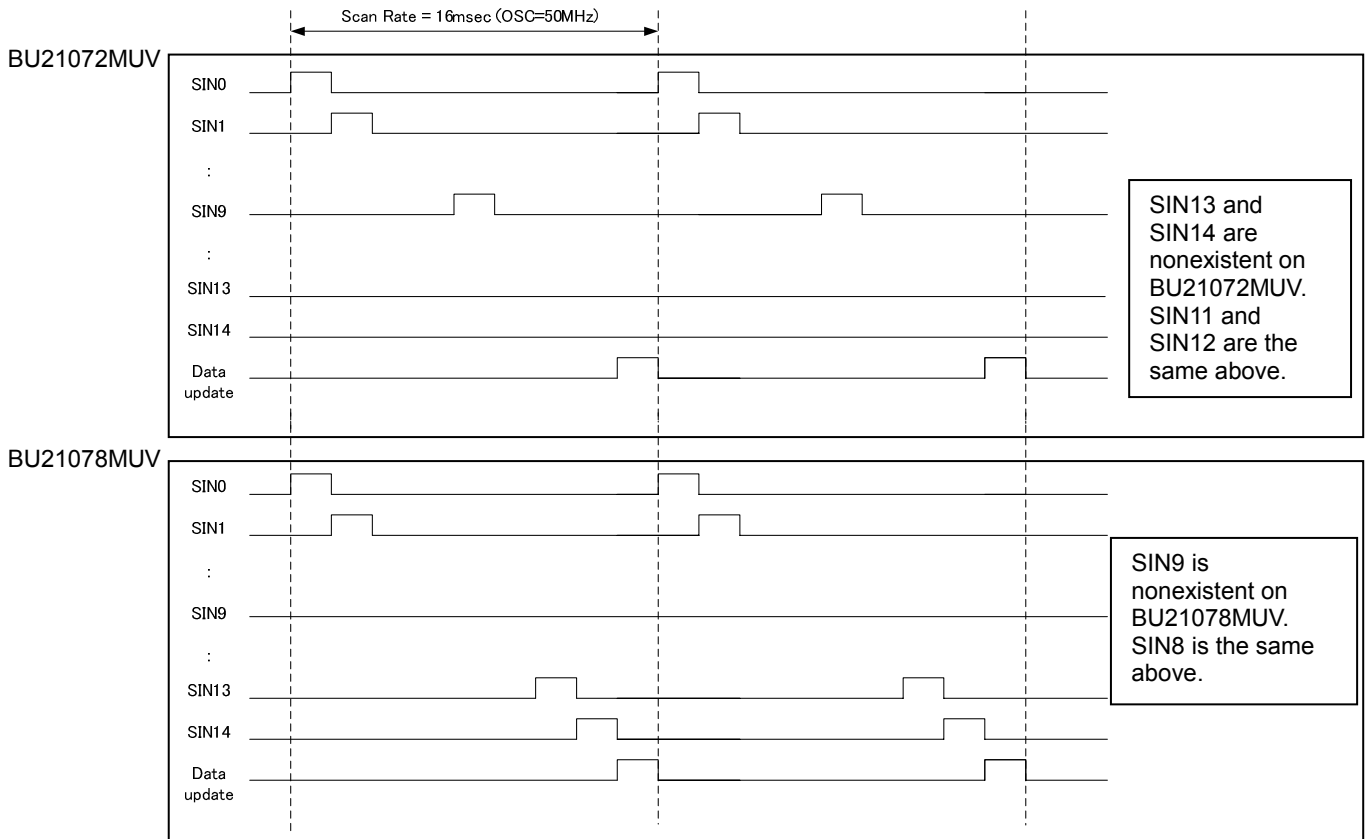 Scan Rate = 16msec (OSC=50MHz)
BU21072MUV
SIN0
SIN1
:
SIN9
:
SIN13
SIN14
Data
update
SIN13 and
SIN14 are
nonexistent on
BU21072MUV.
SIN11 and
SIN12 are the
same above.
BU21078MUV
SIN0
SIN1
:
SIN9
:
SIN13
SIN14
Data
update
SIN9 is
nonexistent on
BU21078MUV.
SIN8 is the same
above.